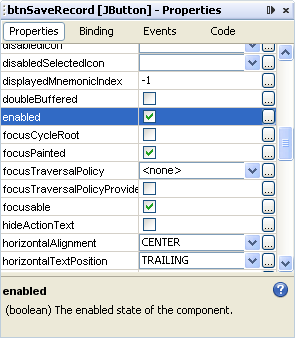 btnSaveRecord [JButton] - Properties
Properties Binding Events Code
disabledIcon
disabledSelectedIcon
displayedMnemonicIndex -1
doubleBuffered
enabled
focusCycleRoot
focusPainted
focusTraversalPolicy <none>
focusTraversalPolicyProvide
focusable
hideActionText
horizontalAlignment CENTER
horizontalTextPosition TRAILING
enabled
(boolean) The enabled state of the component.